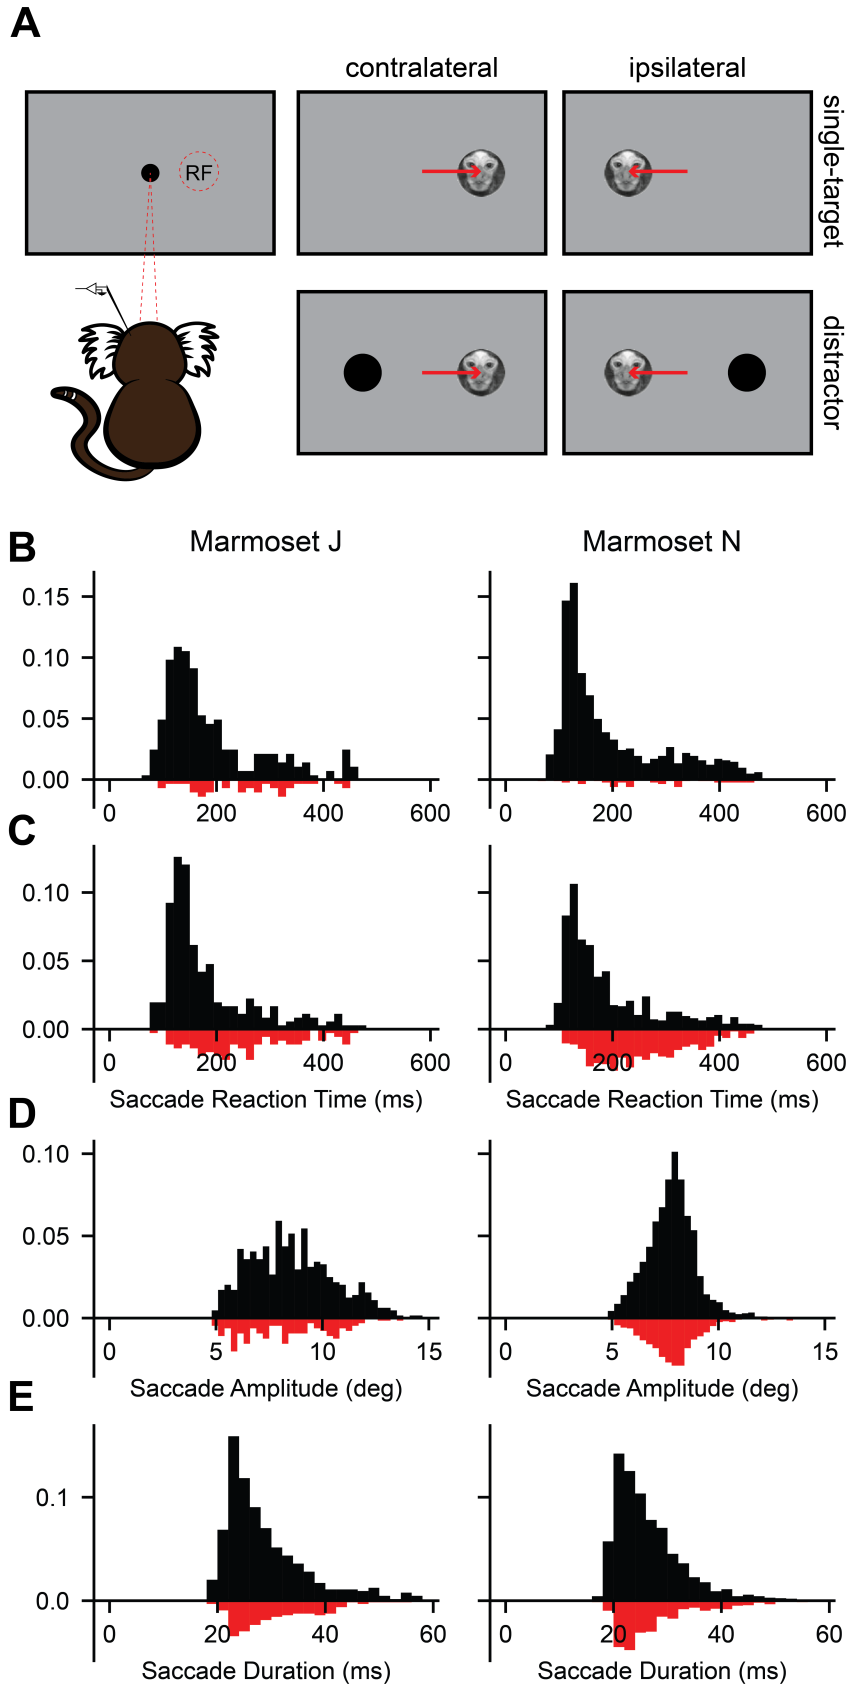 A
contralateral ipsilateral
RF
single-target
distractor
B
Marmoset J Marmoset N
0.15
0.10
0.05
0.00
0 200 400 600 0 200 400 600
C
0.10
0.05
0.00
0 200 400 600 0 200 400 600
Saccade Reaction Time (ms) Saccade Reaction Time (ms)
D
0.10
0.05
0.00
0 5 10 15 0 5 10 15
Saccade Amplitude (deg) Saccade Amplitude (deg)
E
0.1
0.0
0 20 40 60 0 20 40 60
Saccade Duration (ms) Saccade Duration (ms)